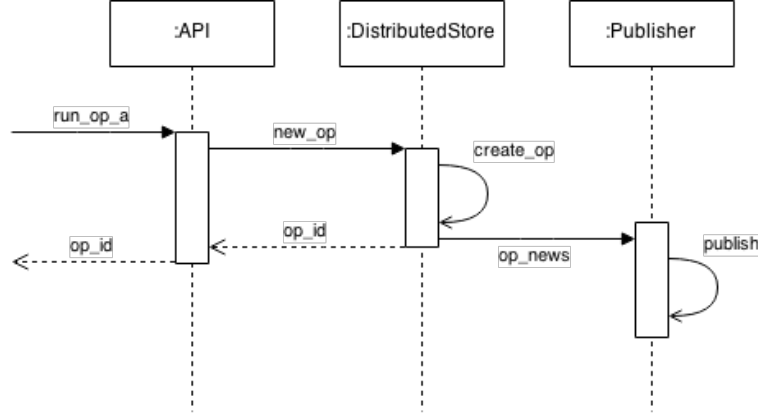 :API
:DistributedStore
:Publisher
run_op_a
new_op
create_op
op_id
op_id
op_news
publish